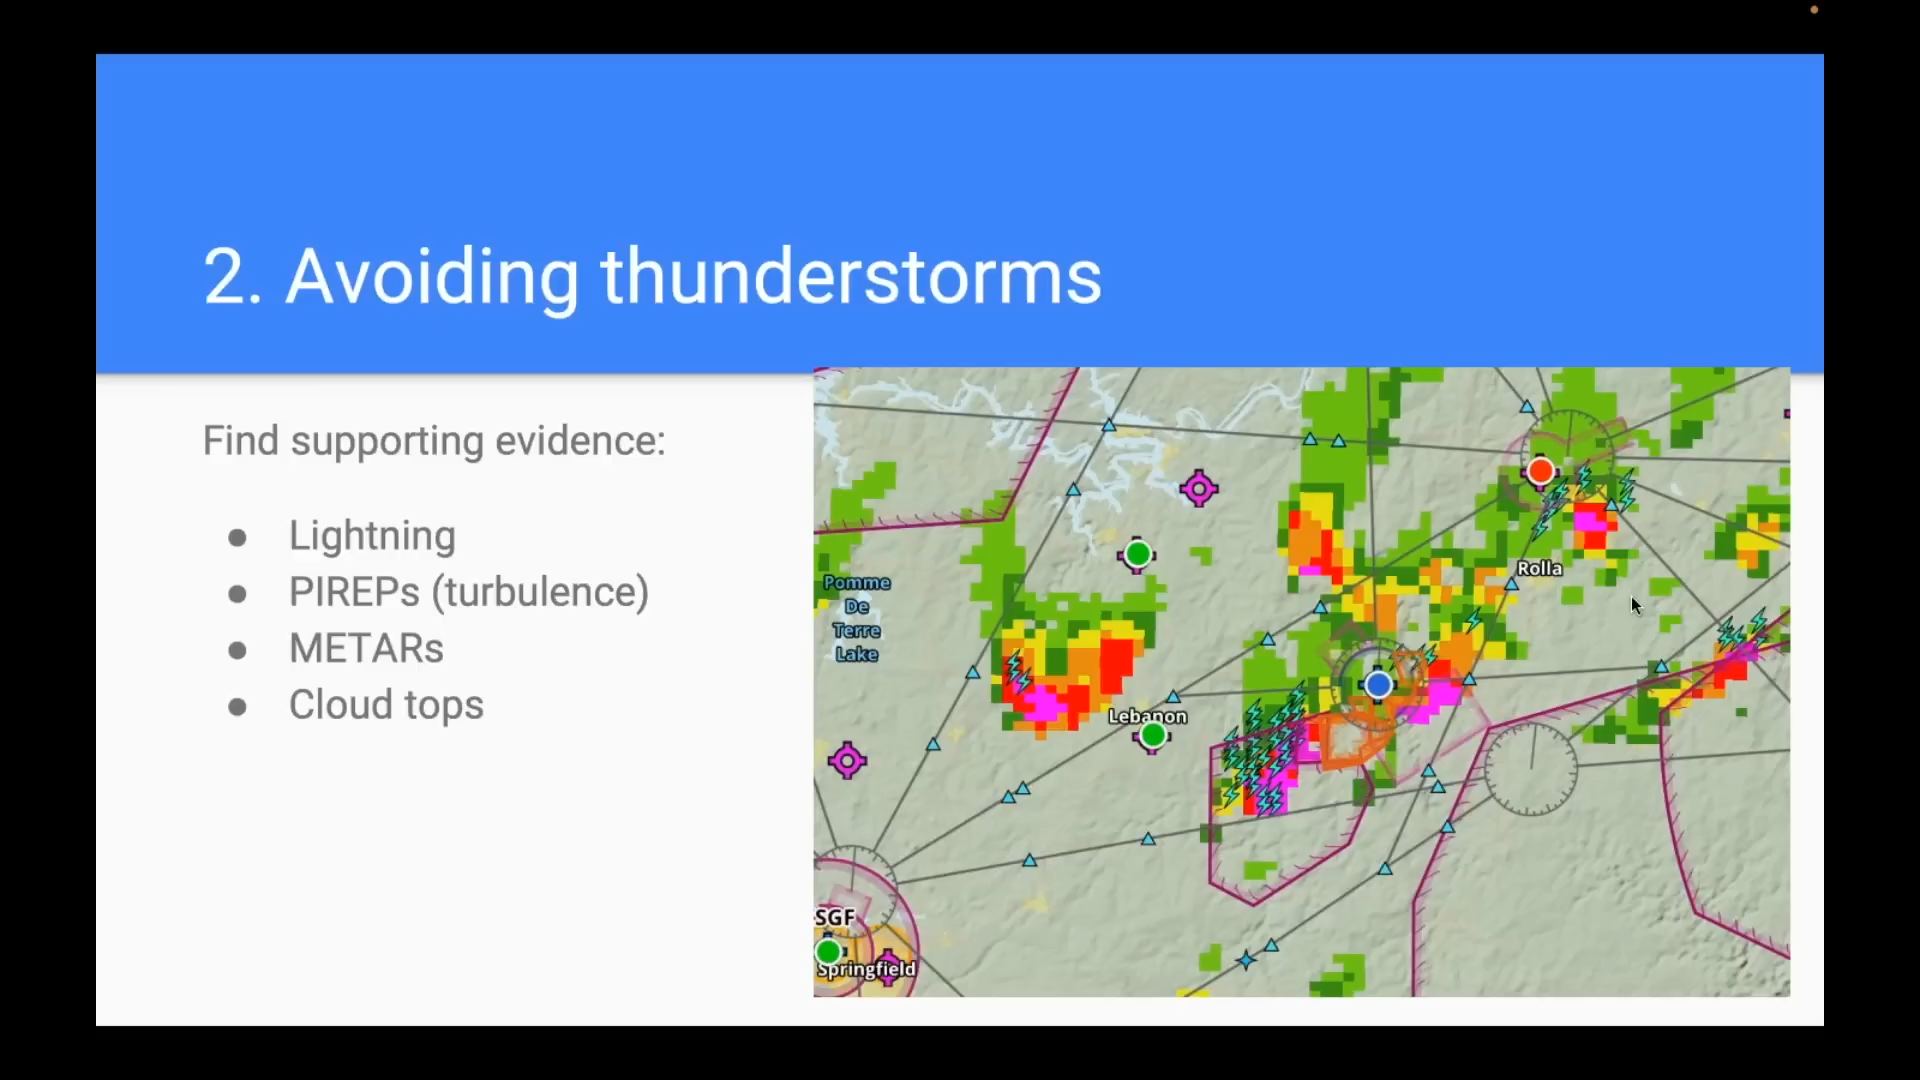 2. Avoiding thunderstorms
Find supporting evidence:
● Lightning
● PIREPs (turbulence)
● METARs
● Cloud tops
Rolla
Pomme
De
Terre
Lake
Lebanon
SGF
Springfield